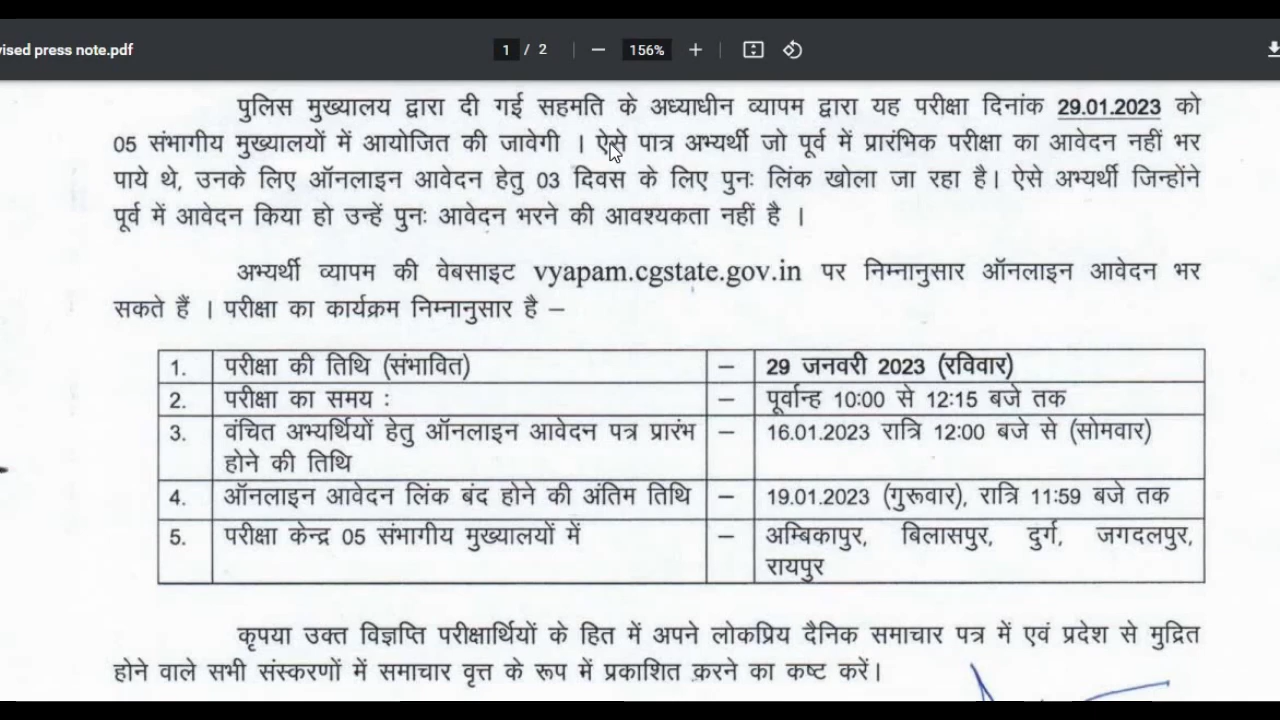 vised press note.pdf
1 / 2 — 156% +
पुलिस मुख्यालय द्वारा दी गई सहमति के अध्याधीन व्यापम द्वारा यह परीक्षा दिनांक 29.01.2023 को
05 संभागीय मुख्यालयों में आयोजित की जावेगी । ऐसे पात्र अभ्यर्थी जो पूर्व में प्रारंभिक परीक्षा का आवेदन नहीं भर
पाये थे, उनके लिए ऑनलाइन आवेदन हेतु 03 दिवस के लिए पुनः लिंक खोला जा रहा है। ऐसे अभ्यर्थी जिन्होंने
पूर्व में आवेदन किया हो उन्हें पुनः आवेदन भरने की आवश्यकता नहीं है ।
अभ्यर्थी व्यापम की वेबसाइट vyapam.cgstate.gov.in पर निम्नानुसार ऑनलाइन आवेदन भर
सकते हैं । परीक्षा का कार्यक्रम निम्नानुसार है –
1. परीक्षा की तिथि (संभावित) – 29 जनवरी 2023 (रविवार)
2. परीक्षा का समय : – पूर्वान्ह 10:00 से 12:15 बजे तक
3. वंचित अभ्यर्थियों हेतु ऑनलाइन आवेदन पत्र प्रारंभ – 16.01.2023 रात्रि 12:00 बजे से (सोमवार)
होने की तिथि
4. ऑनलाइन आवेदन लिंक बंद होने की अंतिम तिथि – 19.01.2023 (गुरूवार), रात्रि 11:59 बजे तक
5. परीक्षा केन्द्र 05 संभागीय मुख्यालयों में – अम्बिकापुर, बिलासपुर, दुर्ग, जगदलपुर,
रायपुर
कृपया उक्त विज्ञप्ति परीक्षार्थियों के हित में अपने लोकप्रिय दैनिक समाचार पत्र में एवं प्रदेश से मुद्रित
होने वाले सभी संस्करणों में समाचार वृत्त के रूप में प्रकाशित करने का कष्ट करें।